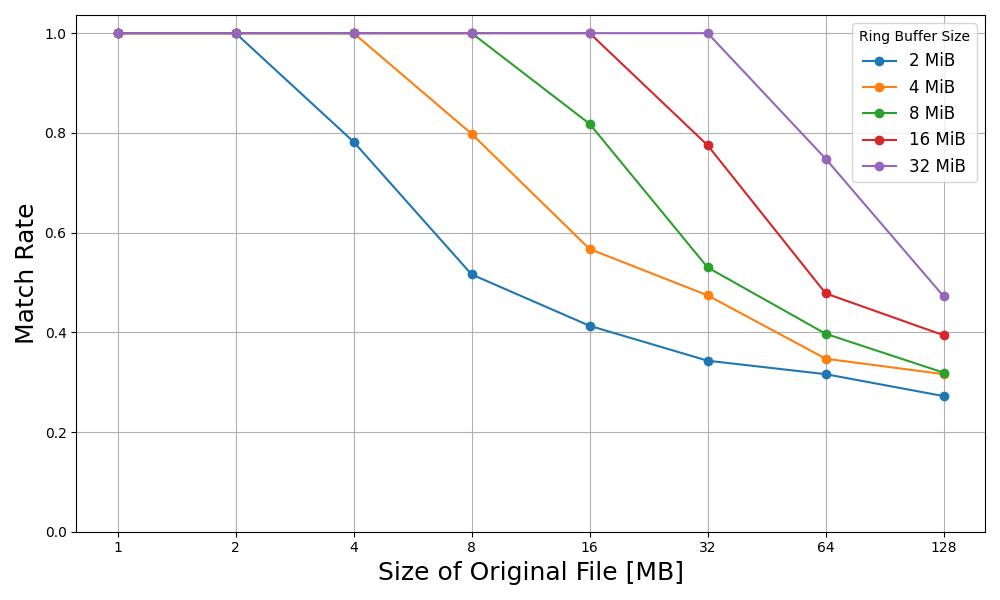 1.0
0.8
0.6
0.4
0.2
0.0
Match Rate
Ring Buffer Size
2 MiB
4 MiB
8 MiB
16 MiB
32 MiB
1 2 4 8 16 32 64 128
Size of Original File [MB]